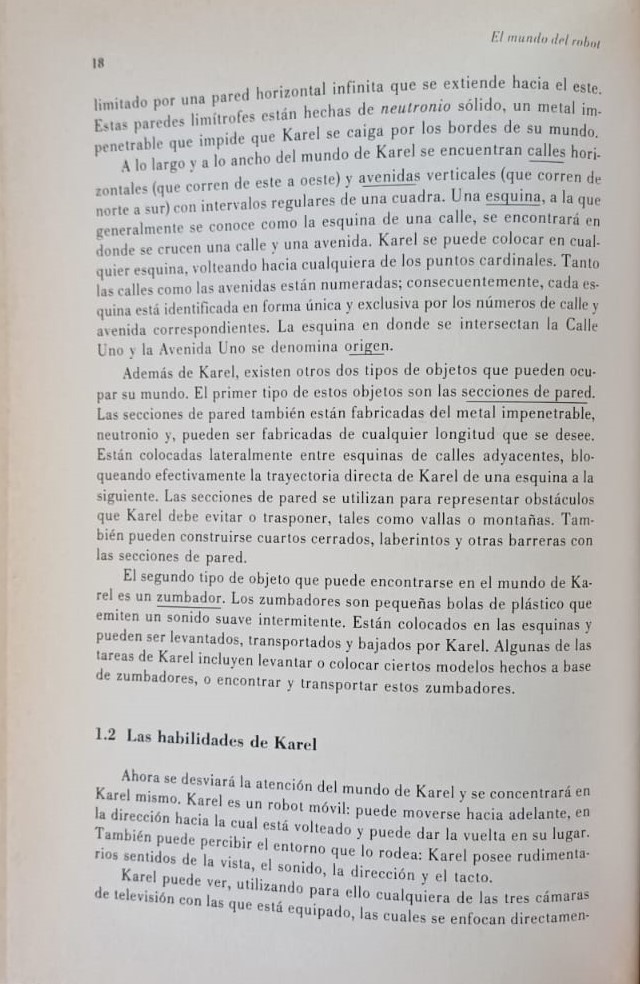 El mundo del robot
18
limitado por una pared horizontal infinita que se extiende hacia el este.
Estas paredes limítrofes están hechas de neutronio sólido, un metal im-
penetrable que impide que Karel se caiga por los bordes de su mundo.
A lo largo y a lo ancho del mundo de Karel se encuentran calles hori-
zontales (que corren de este a oeste) y avenidas verticales (que corren de
norte a sur) con intervalos regulares de una cuadra. Una esquina, a la que
generalmente se conoce como la esquina de una calle, se encontrará en
donde se crucen una calle y una avenida. Karel se puede colocar en cual-
quier esquina, volteando hacia cualquiera de los puntos cardinales. Tanto
las calles como las avenidas están numeradas; consecuentemente, cada es-
quina está identificada en forma única y exclusiva por los números de calle y
avenida correspondientes. La esquina en donde se intersectan la Calle
Uno y la Avenida Uno se denomina origen.
Además de Karel, existen otros dos tipos de objetos que pueden ocu-
par su mundo. El primer tipo de estos objetos son las secciones de pared.
Las secciones de pared también están fabricadas del metal impenetrable,
neutronio y, pueden ser fabricadas de cualquier longitud que se desee.
Están colocadas lateralmente entre esquinas de calles adyacentes, blo-
queando efectivamente la trayectoria directa de Karel de una esquina a la
siguiente. Las secciones de pared se utilizan para representar obstáculos
que Karel debe evitar o trasponer, tales como vallas o montañas. Tam-
bién pueden construirse cuartos cerrados, laberintos y otras barreras con
las secciones de pared.
El segundo tipo de objeto que puede encontrarse en el mundo de Ka-
rel es un zumbador. Los zumbadores son pequeñas bolas de plástico que
emiten un sonido suave intermitente. Están colocados en las esquinas y
pueden ser levantados, transportados y bajados por Karel. Algunas de las
tareas de Karel incluyen levantar o colocar ciertos modelos hechos a base
de zumbadores, o encontrar y transportar estos zumbadores.
1.2 Las habilidades de Karel
Ahora se desviará la atención del mundo de Karel y se concentrará en
Karel mismo. Karel es un robot móvil: puede moverse hacia adelante, en
la dirección hacia la cual está volteado y puede dar la vuelta en su lugar.
También puede percibir el entorno que lo rodea: Karel posee rudimenta-
rios sentidos de la vista, el sonido, la dirección y el tacto.
Karel puede ver, utilizando para ello cualquiera de las tres cámaras
de televisión con las que está equipado, las cuales se enfocan directamen-